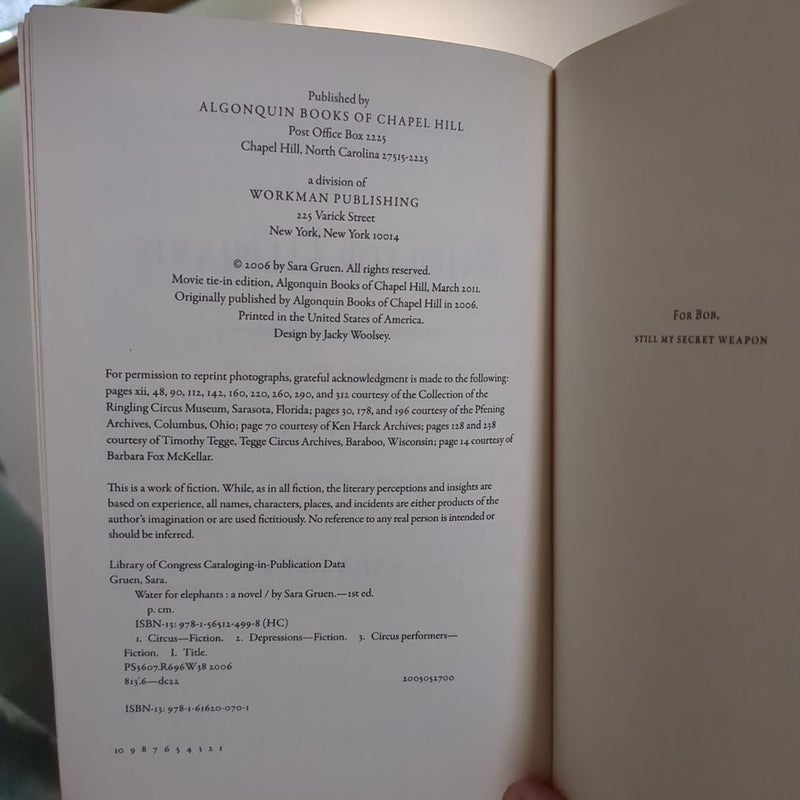 Published by
ALGONQUIN BOOKS OF CHAPEL HILL
Post Office Box 2225
Chapel Hill, North Carolina 27515-2225
a division of
WORKMAN PUBLISHING
225 Varick Street
New York, New York 10014
© 2006 by Sara Gruen. All rights reserved.
Movie tie-in edition, Algonquin Books of Chapel Hill, March 2011.
Originally published by Algonquin Books of Chapel Hill in 2006.
Printed in the United States of America.
Design by Jacky Woolsey.
For permission to reprint photographs, grateful acknowledgment is made to the following:
pages xii, 48, 90, 112, 142, 160, 220, 260, 290, and 312 courtesy of the Collection of the
Ringling Circus Museum, Sarasota, Florida; pages 30, 178, and 196 courtesy of the Pfening
Archives, Columbus, Ohio; page 70 courtesy of Ken Harck Archives; pages 128 and 238
courtesy of Timothy Tegge, Tegge Circus Archives, Baraboo, Wisconsin; page 14 courtesy of
Barbara Fox McKellar.
This is a work of fiction. While, as in all fiction, the literary perceptions and insights are
based on experience, all names, characters, places, and incidents are either products of the
author's imagination or are used fictitiously. No reference to any real person is intended or
should be inferred.
Library of Congress Cataloging-in-Publication Data
Gruen, Sara.
Water for elephants : a novel / by Sara Gruen.—1st ed.
p. cm.
ISBN-13: 978-1-56512-499-8 (HC)
1. Circus—Fiction. 2. Depressions—Fiction. 3. Circus performers—
Fiction. I. Title.
PS3607.R696W38 2006
813'.6—dc22 2005052700
ISBN-13: 978-1-61620-070-1
10 9 8 7 6 5 4 3 2 1
FOR BOB,
STILL MY SECRET WEAPON